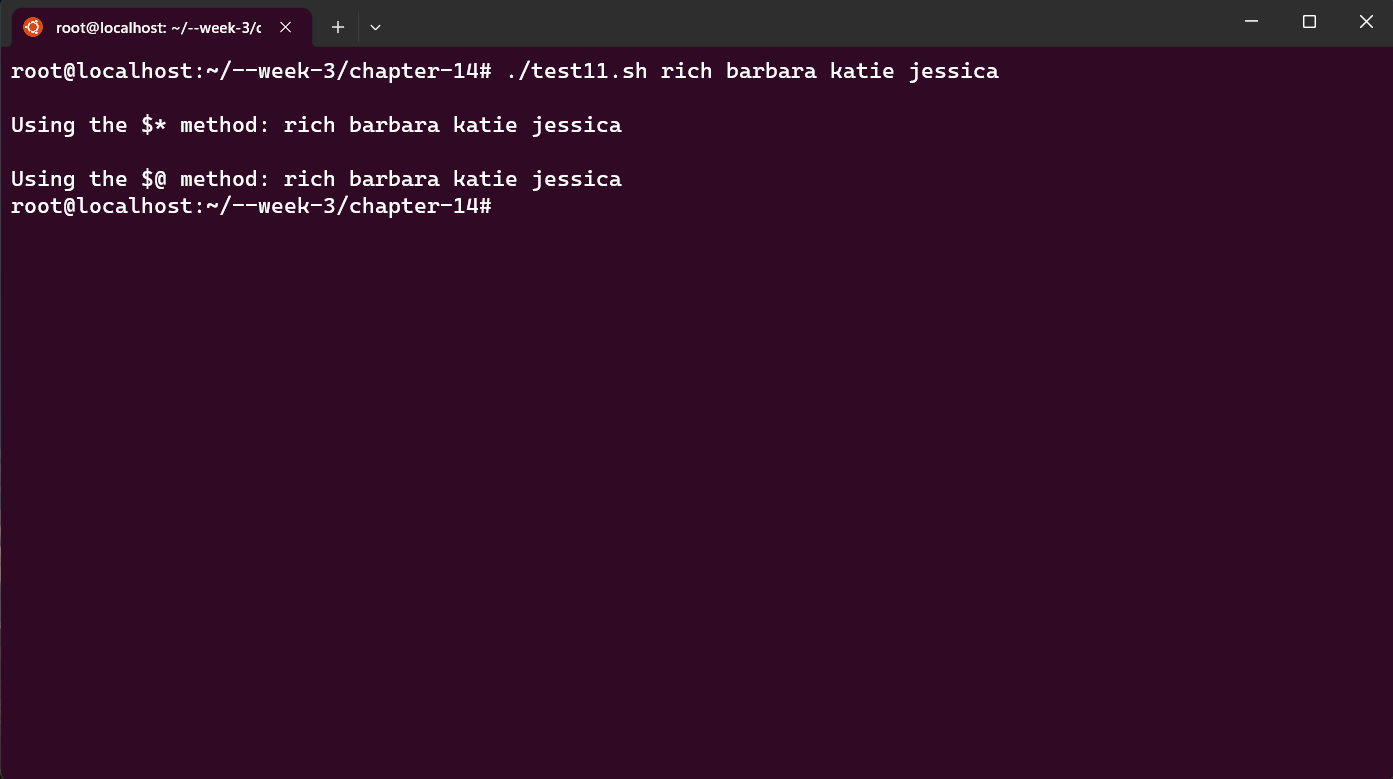 root@localhost: ~/--week-3/c
root@localhost:~/--week-3/chapter-14# ./test11.sh rich barbara katie jessica
Using the $* method: rich barbara katie jessica
Using the $@ method: rich barbara katie jessica
root@localhost:~/--week-3/chapter-14#